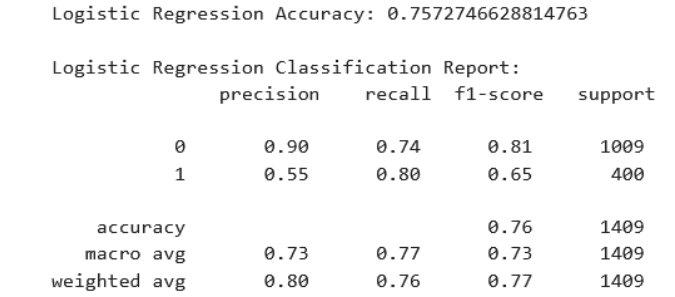 Logistic Regression Accuracy: 0.7572746628814763
Logistic Regression Classification Report:
precision recall f1-score support
0 0.90 0.74 0.81 1009
1 0.55 0.80 0.65 400
accuracy 0.76 1409
macro avg 0.73 0.77 0.73 1409
weighted avg 0.80 0.76 0.77 1409